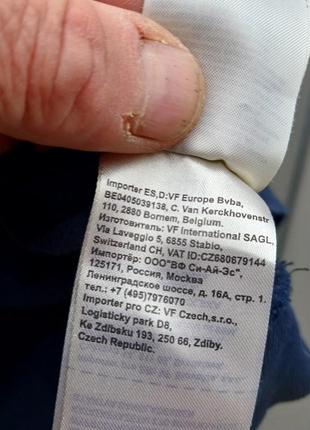 Importer ES,D:VF Europe Bvba,
BE0405039138, C. Van Kerckhovenstr
110, 2880 Bornem, Belgium.
Изготовитель: VF International SAGL,
Via Laveggio 5, 6855 Stabio,
Switzerland CH, VAT ID:CZ680679144
Импортёр: ООО"ВФ Си-Ай-Эс",
125171, Россия, Москва
Ленинградское шоссе, д. 16А, стр. 1.
тел.: +7 (495)7976070
Importer pro CZ: VF Czech,s.r.o.,
Logisticky park D8,
Ke Zdibsku 193, 250 66, Zdiby.
Czech Republic.